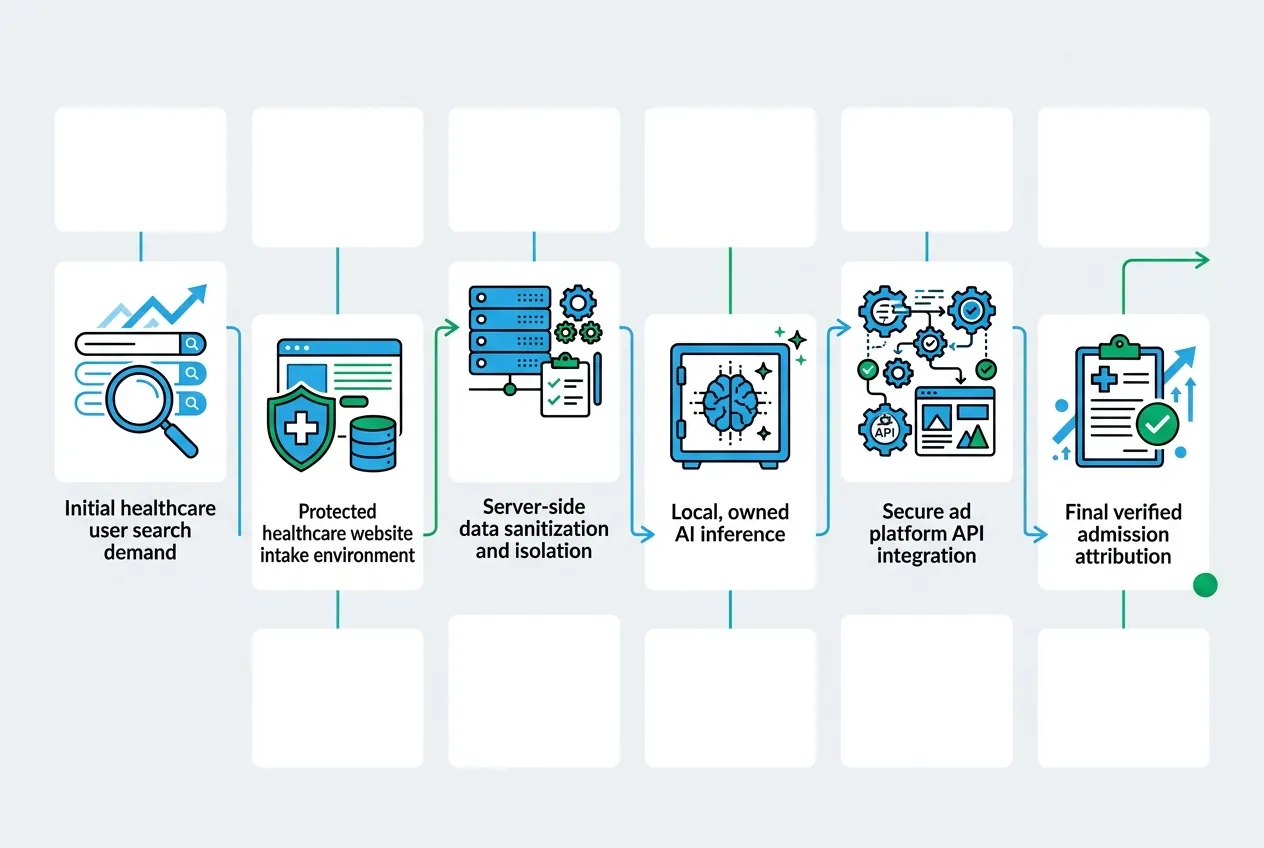 Initial healthcare
user search
demand
Protected
healthcare website
intake environment
Server-side
data sanitization
and isolation
Local, owned
AI inference
API
Secure ad
platform API
integration
Final verified
admission
attribution